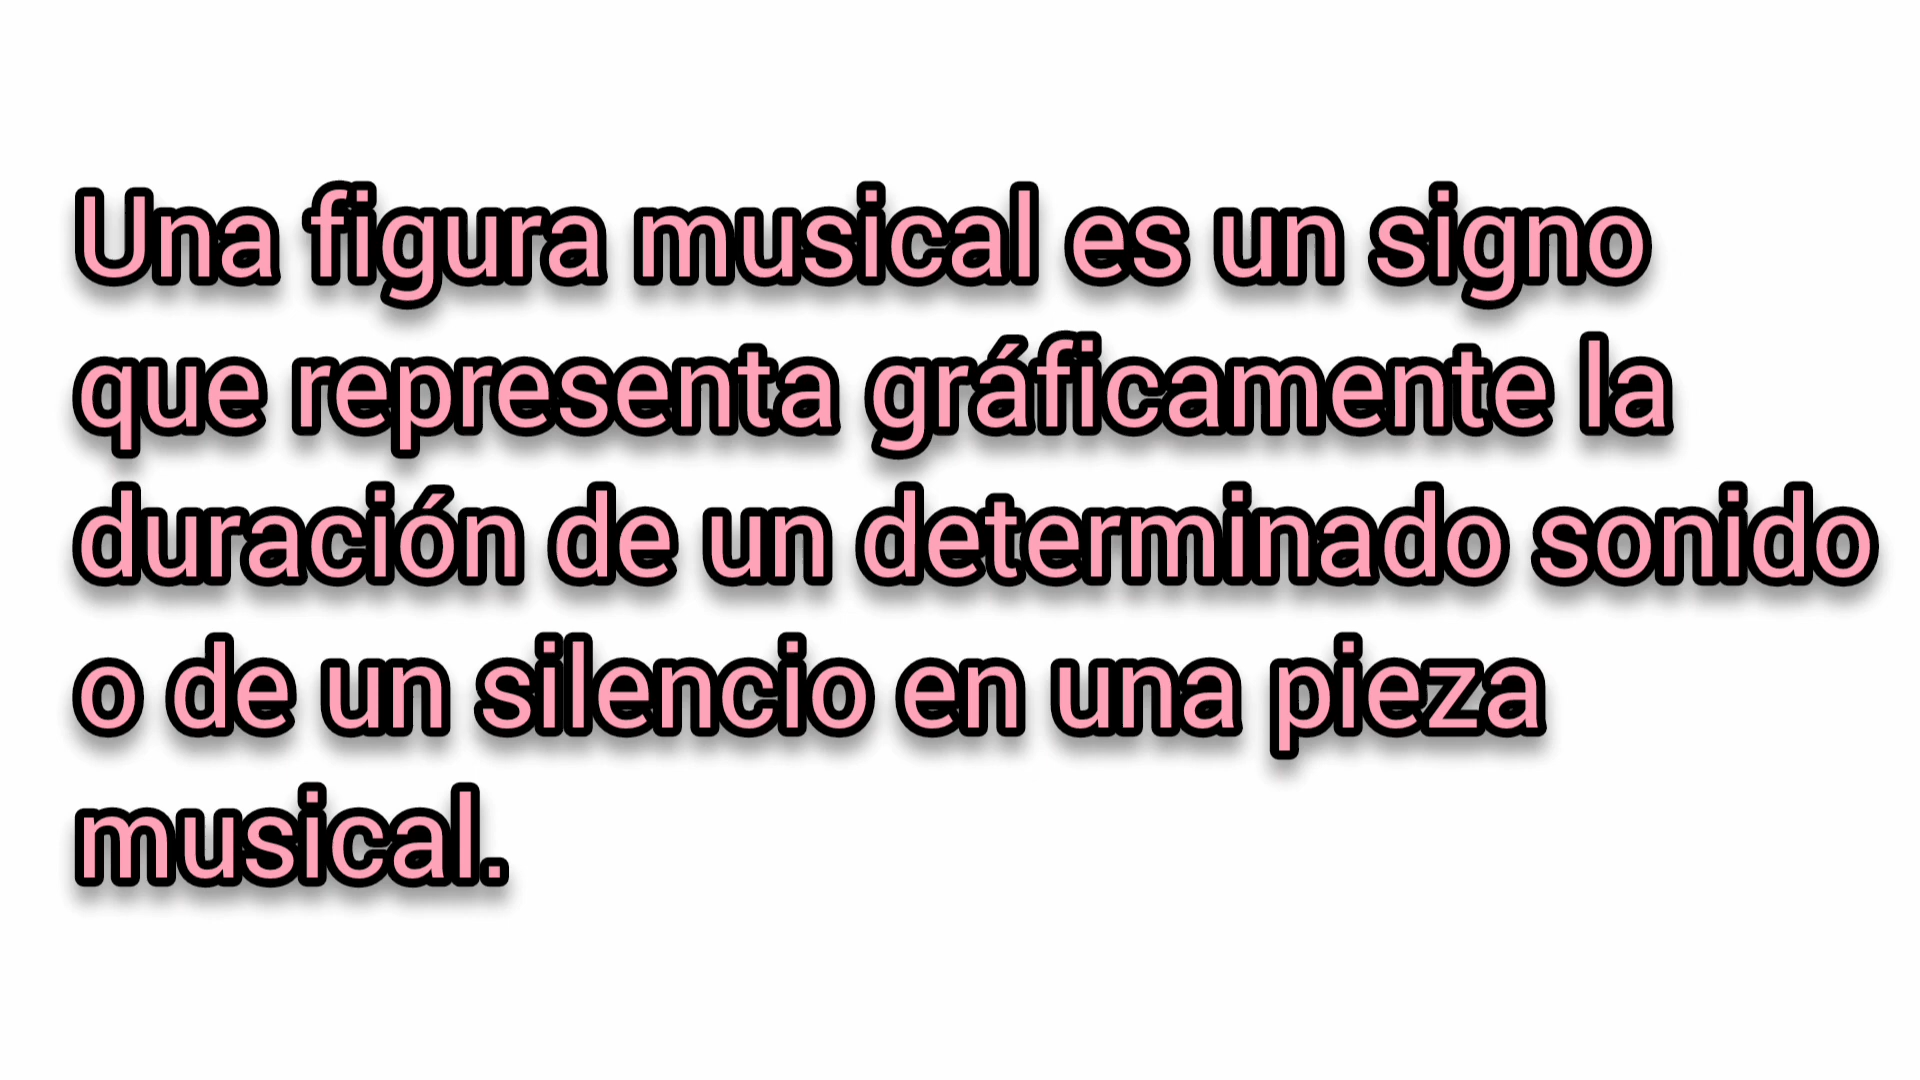 Una figura musical es un signo
que representa gráficamente la
duración de un determinado sonido
o de un silencio en una pieza
musical.